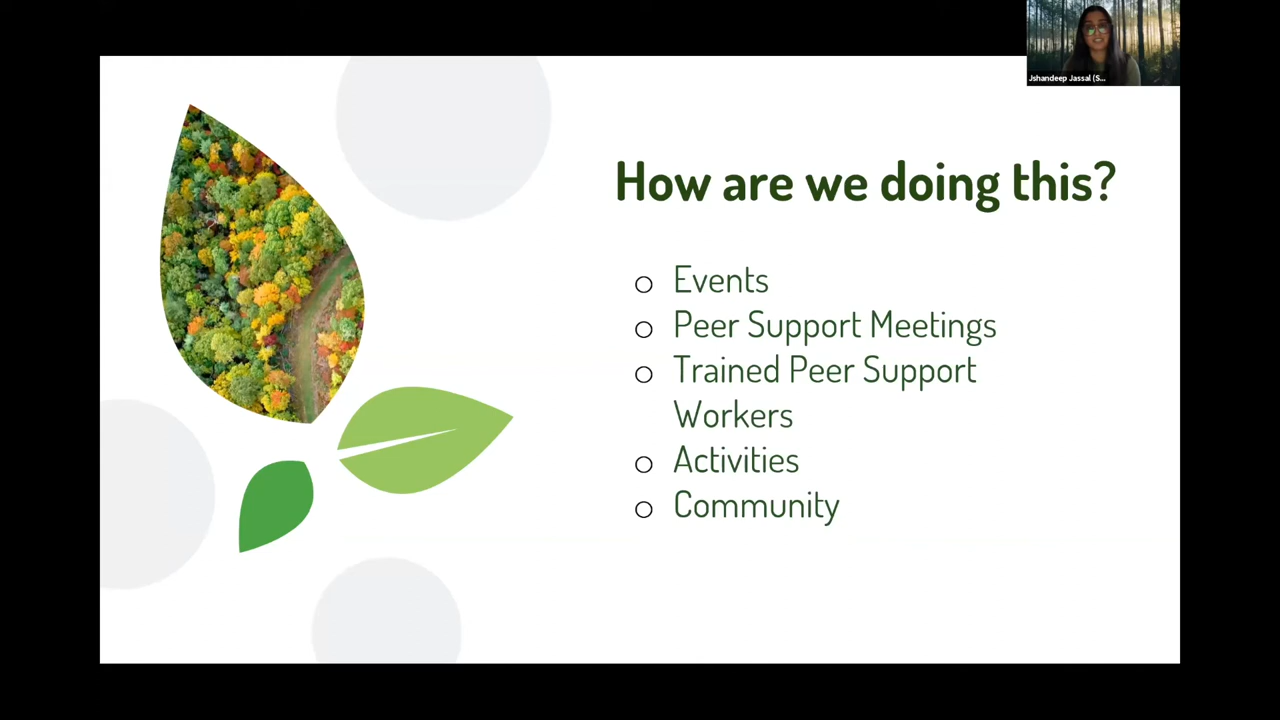 Jshandeep Jassal (S...
How are we doing this?
Events
Peer Support Meetings
Trained Peer Support
Workers
Activities
Community